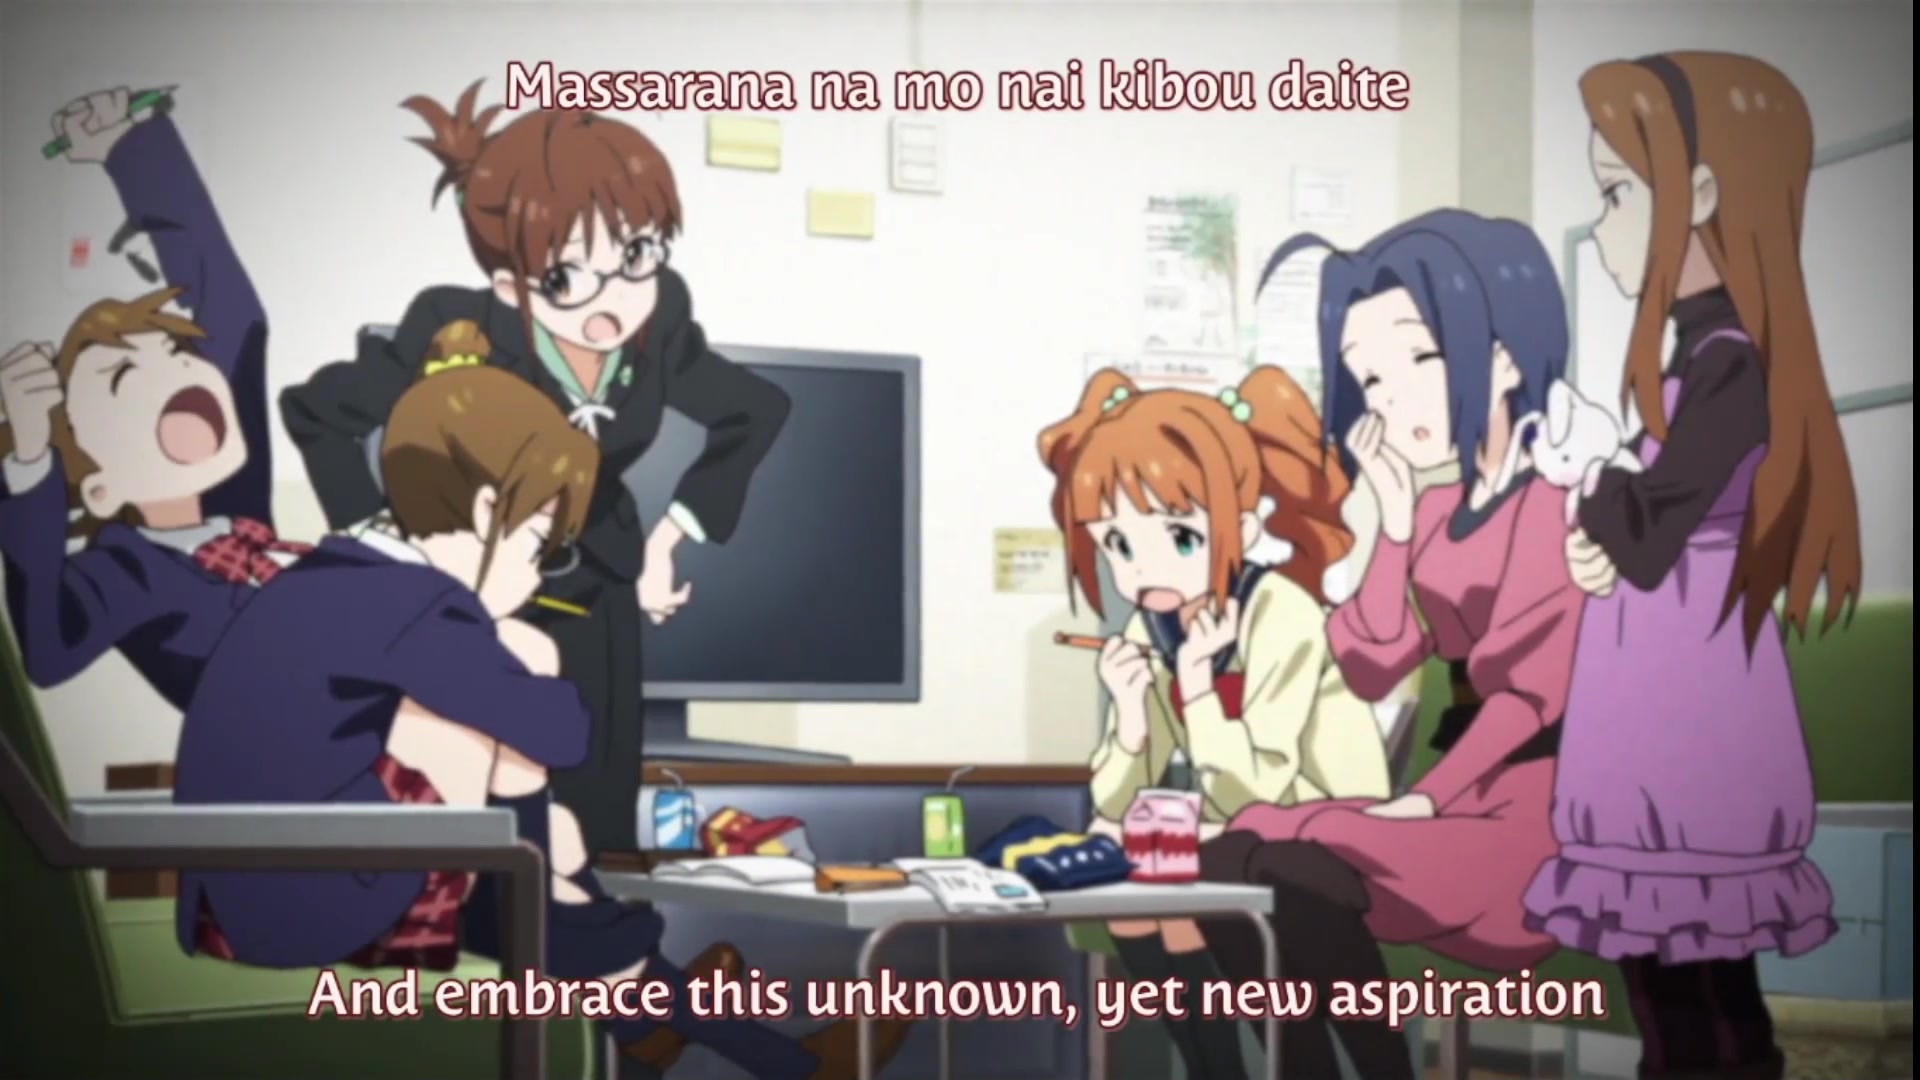 Massarana na mo nai kibou daite
And embrace this unknown, yet new aspiration